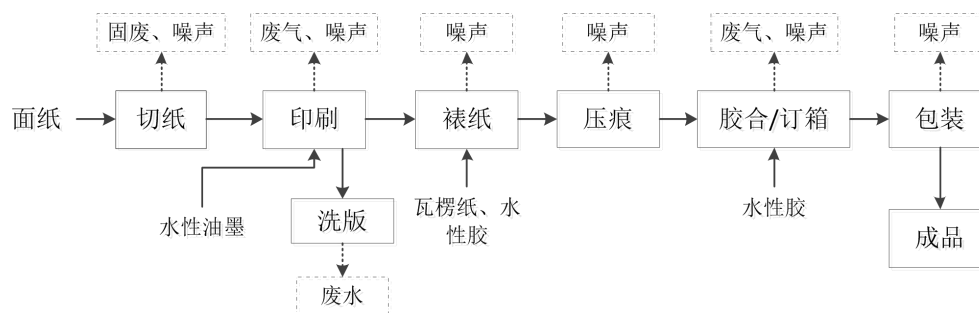 固废、噪声
废气、噪声
噪声
噪声
废气、噪声
噪声
面纸
切纸
印刷
裱纸
压痕
胶合/订箱
包装
水性油墨
洗版
瓦楞纸、水
性胶
水性胶
成品
废水